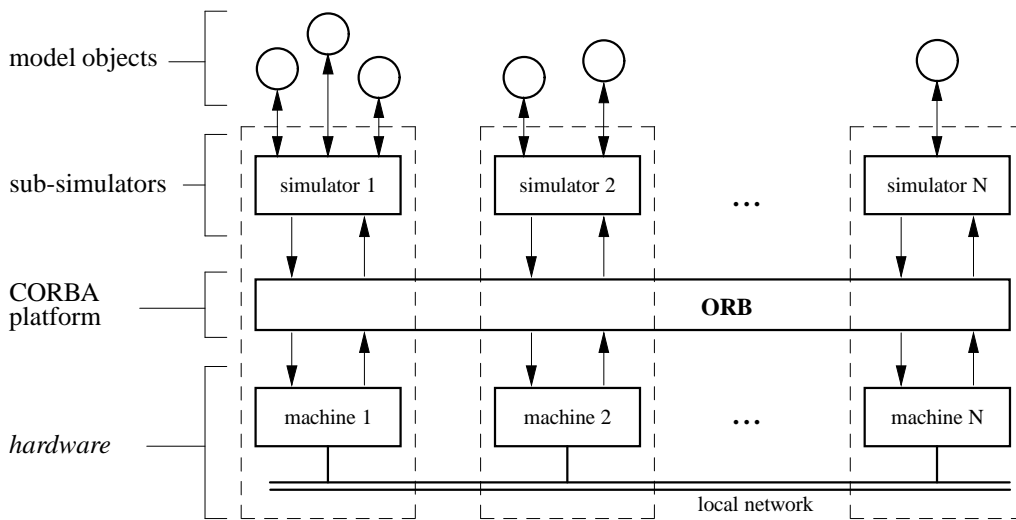 model objects
sub-simulators
simulator 1
simulator 2
...
simulator N
CORBA
platform
ORB
hardware
machine 1
machine 2
...
machine N
local network